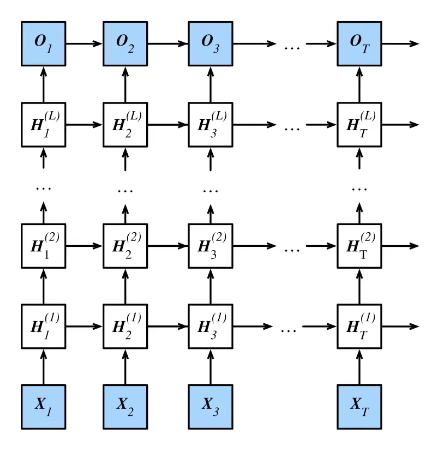 O_1 O_2 O_3 ... O_T
H_1^(L) H_2^(L) H_3^(L) ... H_T^(L)
... ... ... ...
H_1^(2) H_2^(2) H_3^(2) ... H_T^(2)
H_1^(1) H_2^(1) H_3^(1) ... H_T^(1)
X_1 X_2 X_3 X_T